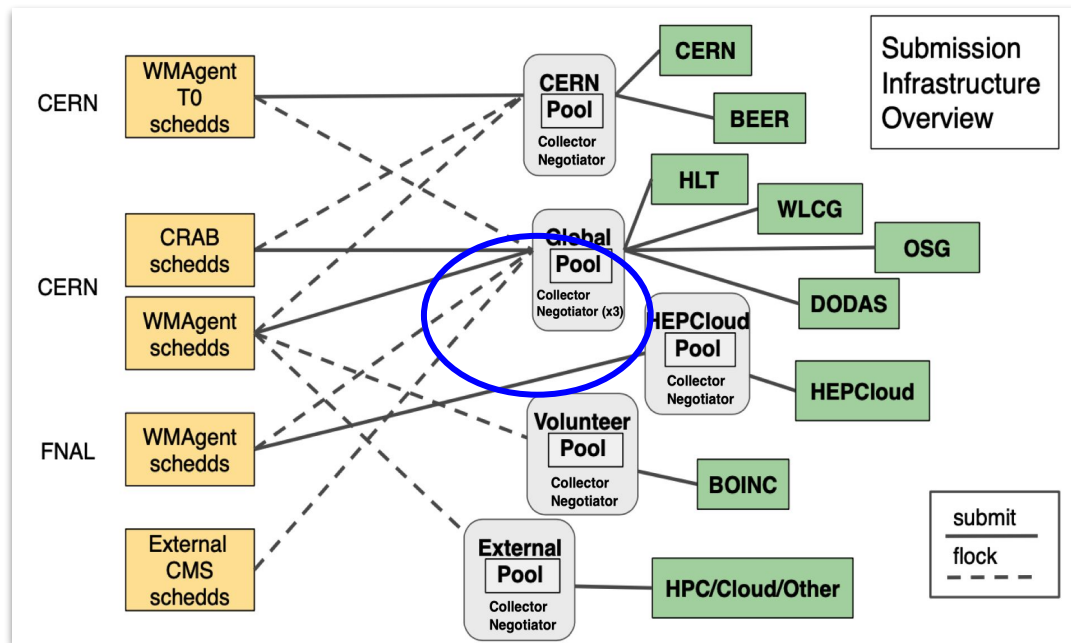 Submission
Infrastructure
Overview
CERN
WMAgent
T0
schedds
CERN
Pool
Collector
Negotiator
CERN
BEER
CERN
CRAB
schedds
WMAgent
schedds
Global
Pool
Collector
Negotiator (x3)
HLT
WLCG
OSG
DODAS
HEPCloud
Pool
Collector
Negotiator
HEPCloud
FNAL
WMAgent
schedds
Volunteer
Pool
Collector
Negotiator
BOINC
External
CMS
schedds
External
Pool
Collector
Negotiator
HPC/Cloud/Other
submit
flock